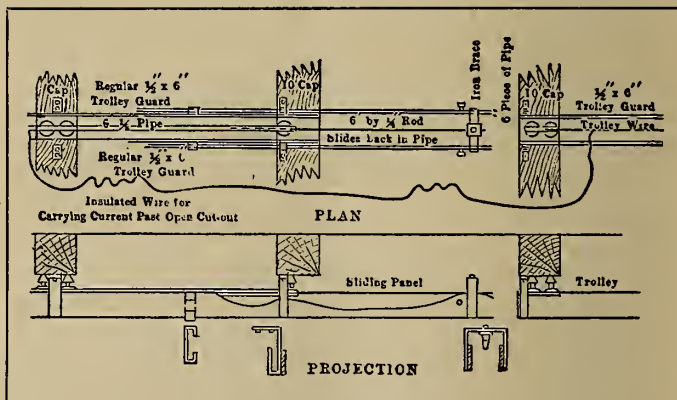 Cap
Regular ½" x 6"
Trolley Guard
10 Cap
Iron Brace
6" Piece of Pipe
10 Cap
½" x 6"
Trolley Guard
6 ½ Pipe
6 by ¼ Rod
Trolley Wire
Slides Back in Pipe
Regular ½" x 6
Trolley Guard
Insulated Wire for
Carrying Current Past Open Cut-out
PLAN
Sliding Panel
Trolley
PROJECTION